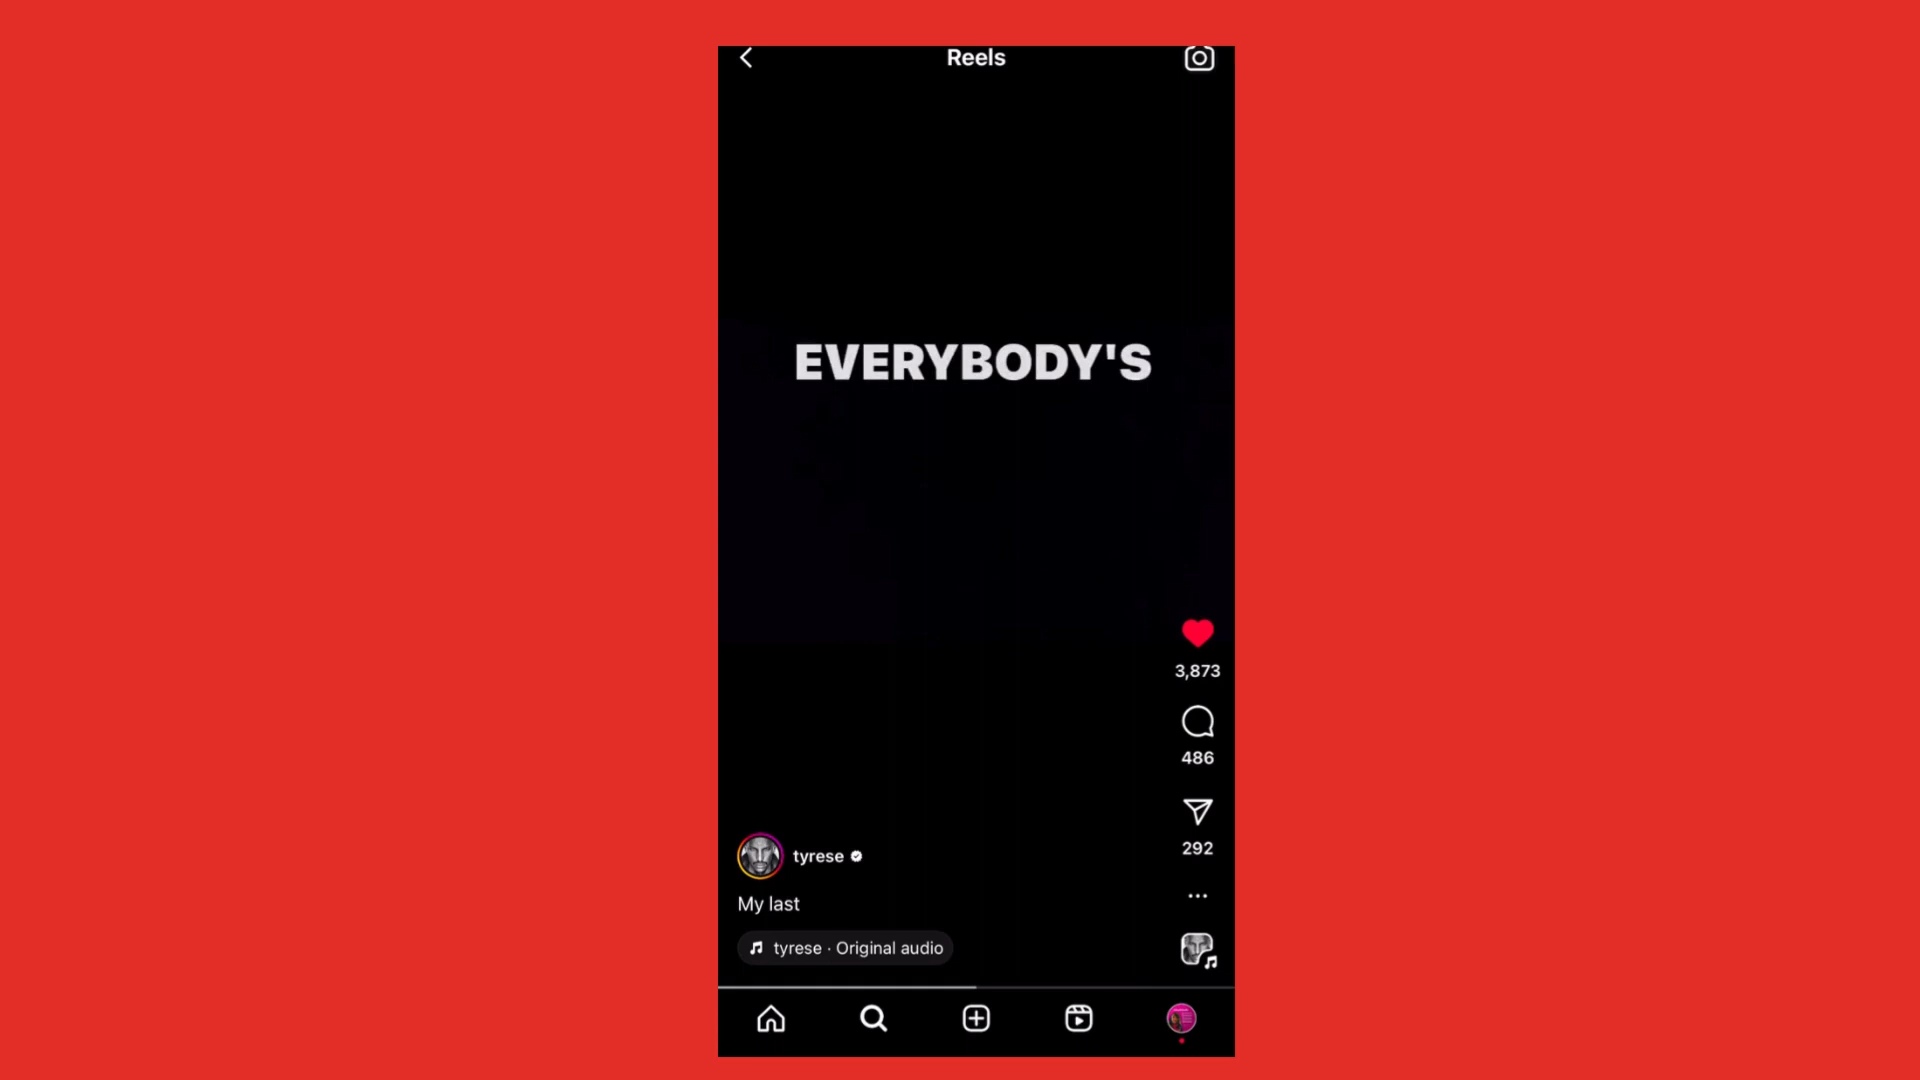 Reels
EVERYBODY'S
3,873
486
292
tyrese
My last
tyrese · Original audio